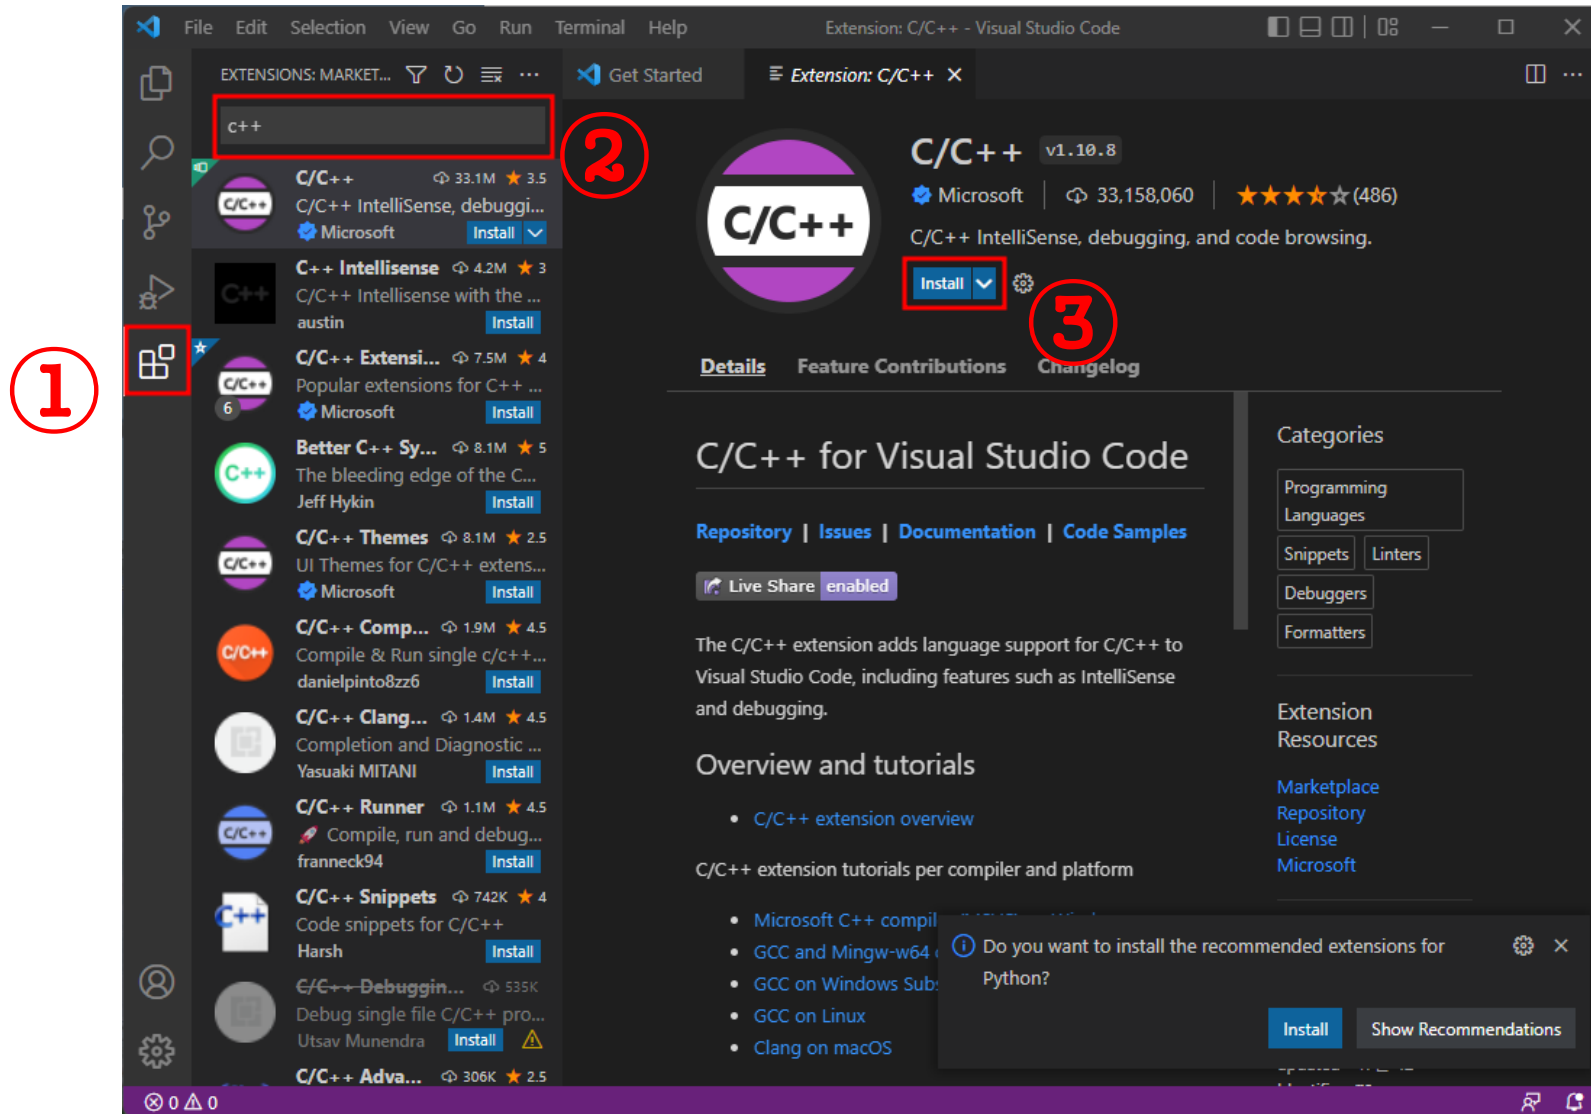 File Edit Selection View Go Run Terminal Help Extension: C/C++ - Visual Studio Code
EXTENSIONS: MARKET... ···
Get Started
Extension: C/C++
c++
①
②
③
C/C++ 33.1M ★ 3.5
C/C++ IntelliSense, debuggi...
Microsoft Install
C++ Intellisense 4.2M ★ 3
C/C++ Intellisense with the ...
austin Install
C/C++ Extensi... 7.5M ★ 4
Popular extensions for C++ ...
6 Microsoft Install
Better C++ Sy... 8.1M ★ 5
The bleeding edge of the C...
Jeff Hykin Install
C/C++ Themes 8.1M ★ 2.5
UI Themes for C/C++ extens...
Microsoft Install
C/C++ Comp... 1.9M ★ 4.5
Compile & Run single c/c++...
danielpinto8zz6 Install
C/C++ Clang... 1.4M ★ 4.5
Completion and Diagnostic ...
Yasuaki MITANI Install
C/C++ Runner 1.1M ★ 4.5
🚀 Compile, run and debug...
franneck94 Install
C/C++ Snippets 742K ★ 4
Code snippets for C/C++
Harsh Install
C/C++ Debuggin... 535K
Debug single file C/C++ pro...
Utsav Munendra Install
C/C++ Adva... 306K ★ 2.5
C/C++
C/C++ v1.10.8
Microsoft | 33,158,060 | (486)
C/C++ IntelliSense, debugging, and code browsing.
Install
Details Feature Contributions Changelog
C/C++ for Visual Studio Code
Repository | Issues | Documentation | Code Samples
Live Share enabled
The C/C++ extension adds language support for C/C++ to
Visual Studio Code, including features such as IntelliSense
and debugging.
Overview and tutorials
• C/C++ extension overview
C/C++ extension tutorials per compiler and platform
• Microsoft C++
• GCC and Mingw-w64
• GCC on Windows
• GCC on Linux
• Clang on macOS
Categories
Programming
Languages
Snippets Linters
Debuggers
Formatters
Extension
Resources
Marketplace
Repository
License
Microsoft
Do you want to install the recommended extensions for
Python?
Install Show Recommendations
0 0